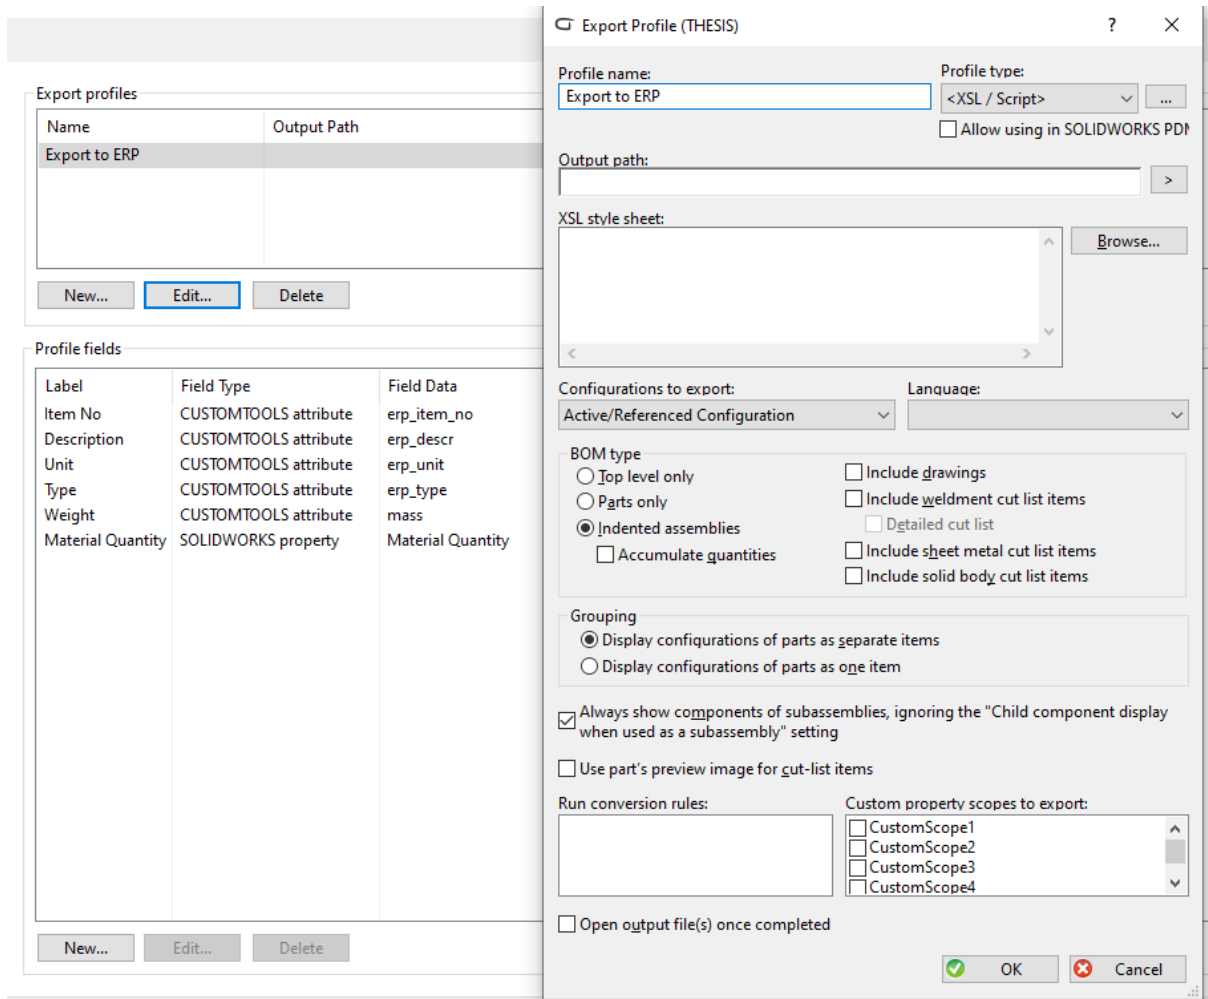 Export profiles
Name Output Path
Export to ERP
New... Edit... Delete
Profile fields
Label Field Type Field Data
Item No CUSTOMTOOLS attribute erp_item_no
Description CUSTOMTOOLS attribute erp_descr
Unit CUSTOMTOOLS attribute erp_unit
Type CUSTOMTOOLS attribute erp_type
Weight CUSTOMTOOLS attribute mass
Material Quantity SOLIDWORKS property Material Quantity
New... Edit... Delete
Export Profile (THESIS) ?
Profile name: Profile type:
Export to ERP <XSL / Script> ...
Allow using in SOLIDWORKS PDM
Output path:
>
XSL style sheet:
Browse...
Configurations to export: Language:
Active/Referenced Configuration
BOM type
Top level only
Parts only
Indented assemblies
Accumulate quantities
Include drawings
Include weldment cut list items
Detailed cut list
Include sheet metal cut list items
Include solid body cut list items
Grouping
Display configurations of parts as separate items
Display configurations of parts as one item
Always show components of subassemblies, ignoring the "Child component display
when used as a subassembly" setting
Use part's preview image for cut-list items
Run conversion rules: Custom property scopes to export:
CustomScope1
CustomScope2
CustomScope3
CustomScope4
Open output file(s) once completed
OK Cancel